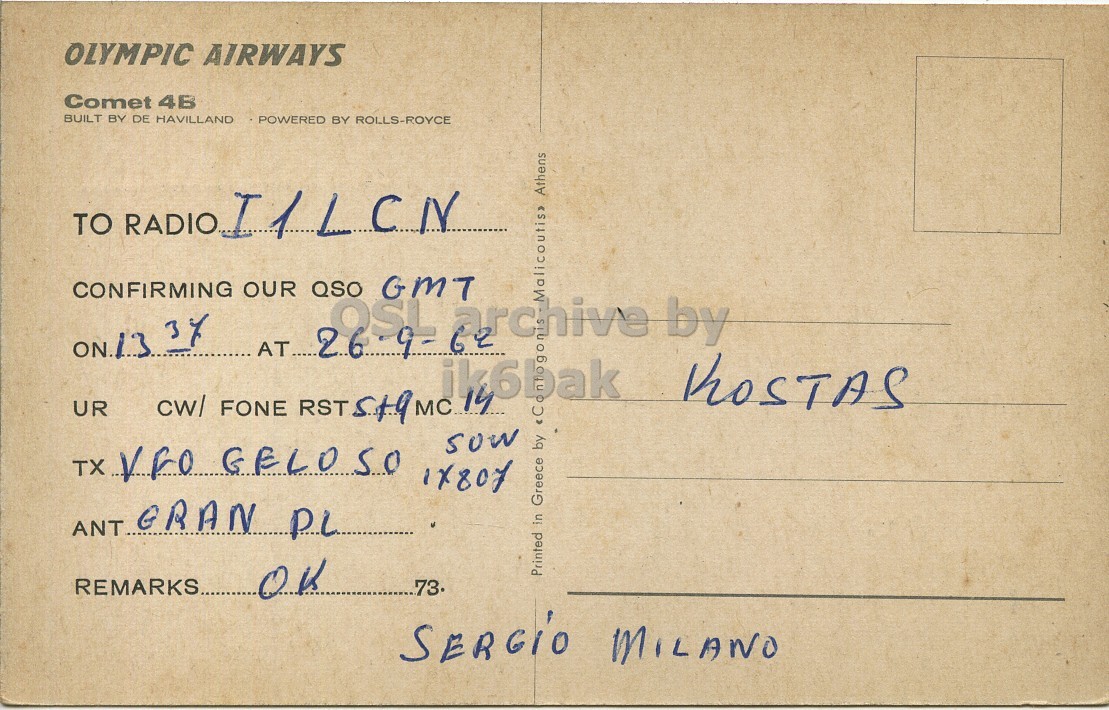 OLYMPIC AIRWAYS
Comet 4B
BUILT BY DE HAVILLAND · POWERED BY ROLLS-ROYCE
TO RADIO I1LCN
CONFIRMING OUR QSO GMT
ON 13 37 AT 26-9-62
UR CW/ FONE RST 5+9 MC 14
TX VFO GELOSO 50W
1X807
ANT GRAN PL
REMARKS OK 73.
SERGIO MILANO
Printed in Greece by «Contogonis-Malicoutis» Athens
KOSTAS
QSL archive by
ik6bak